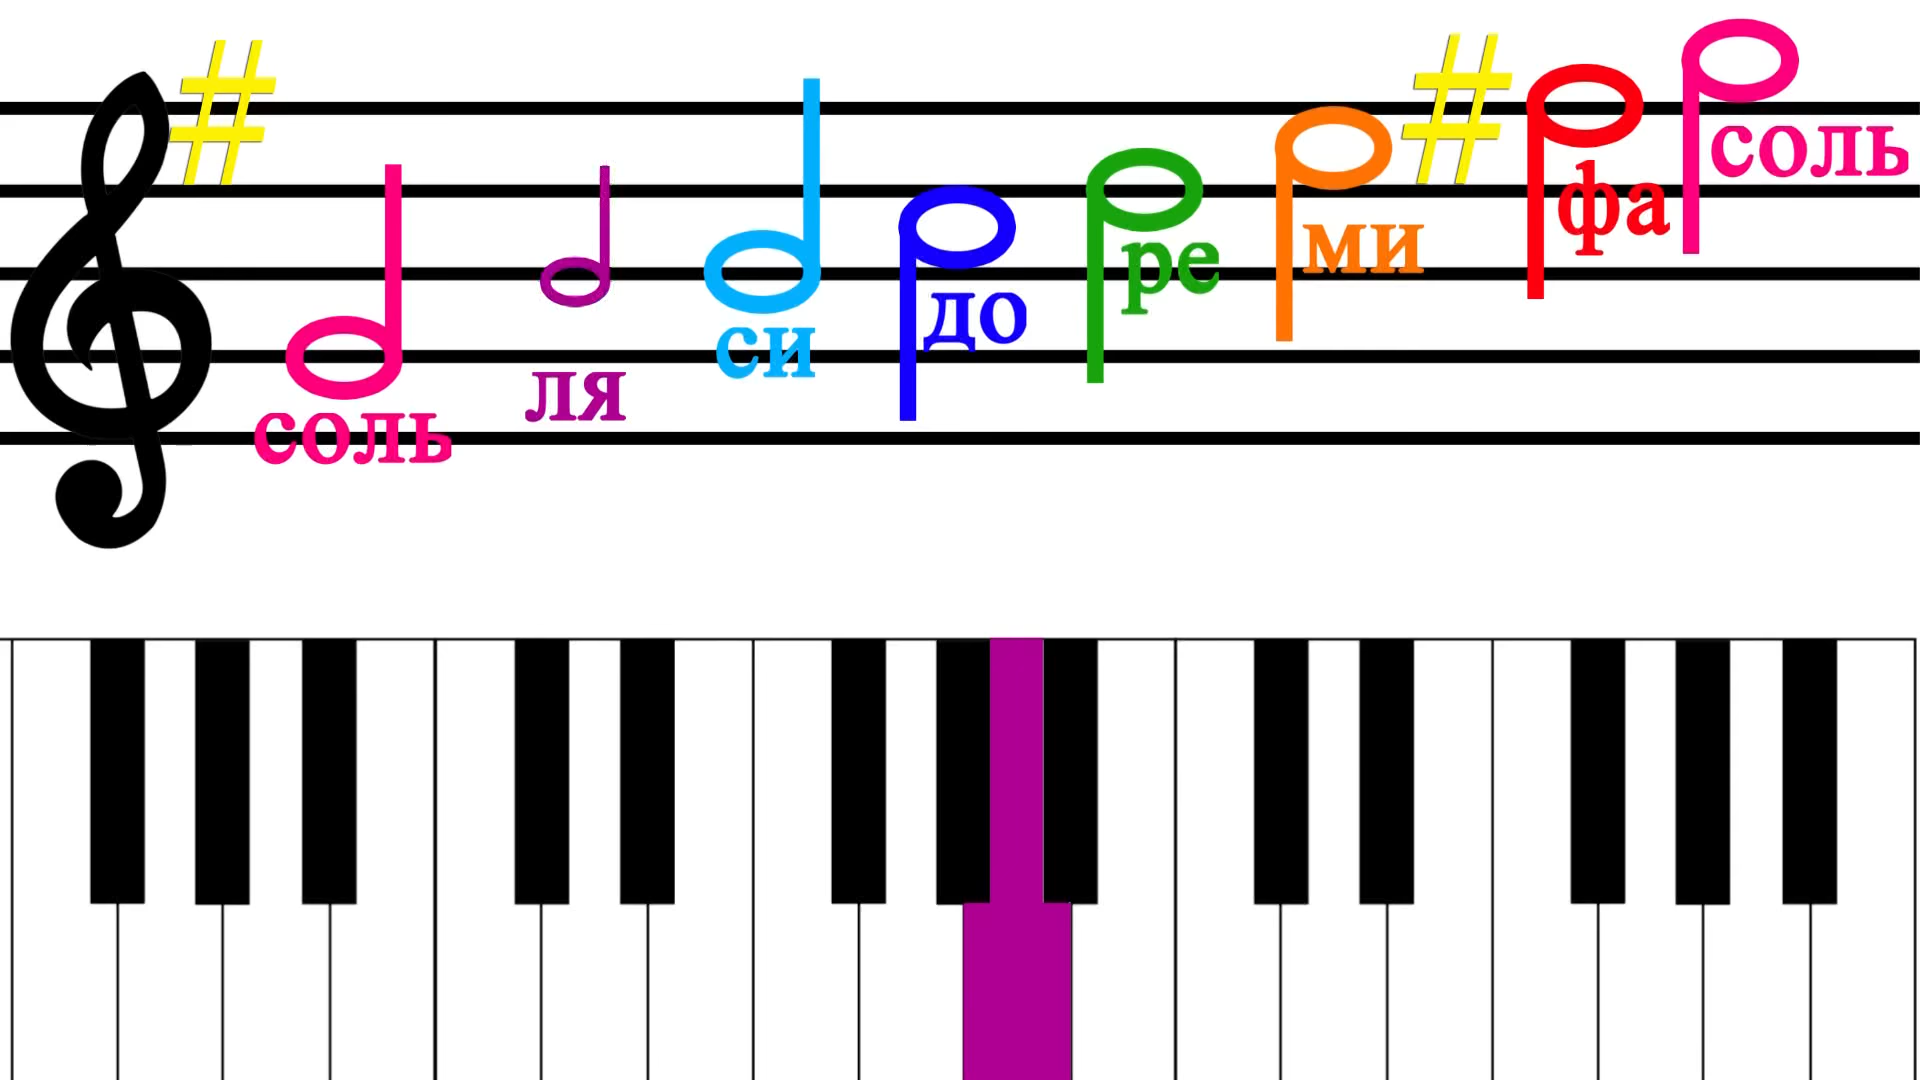 соль
ля
си
до
ре
ми
фа
соль